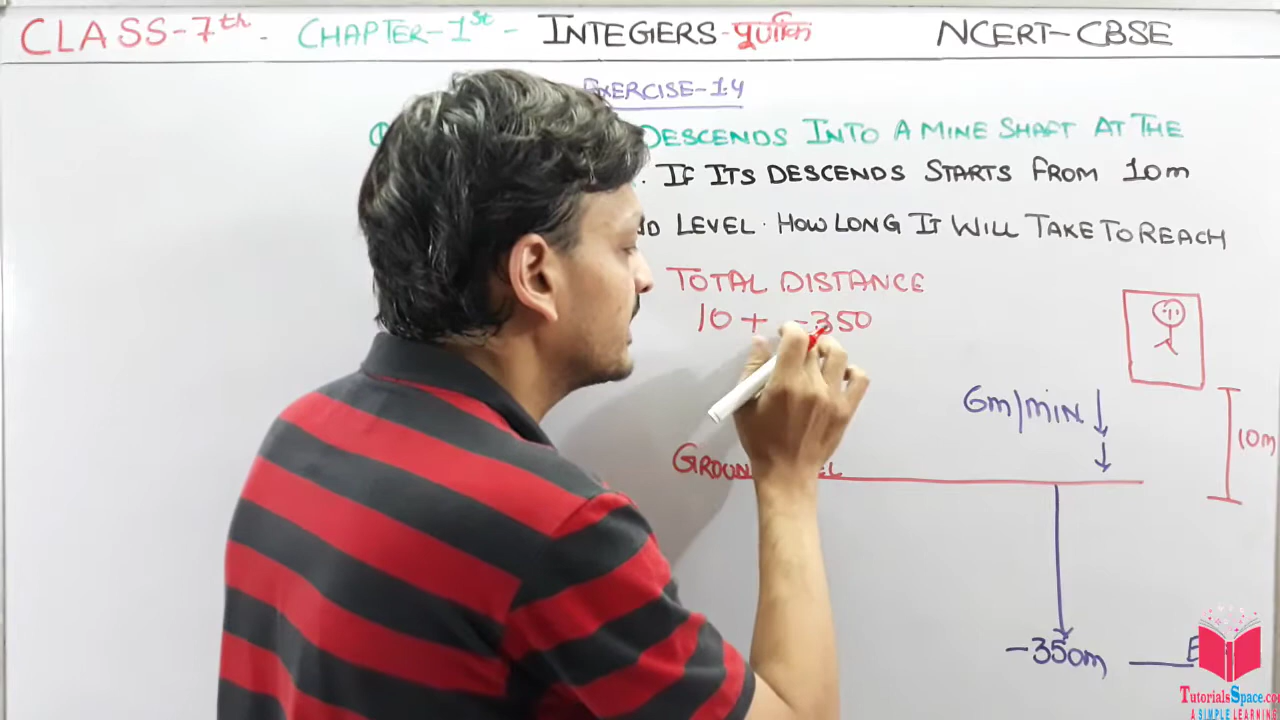 CLASS-7th - CHAPTER-1st - INTEGERS-पूर्णांक NCERT-CBSE
EXERCISE-1.4
DESCENDS INTO A MINE SHAFT AT THE
. IF ITS DESCENDS STARTS FROM 10m
LEVEL. HOW LONG IT WILL TAKE TO REACH
TOTAL DISTANCE
10 + -350
6m/min
10m
GROUND
-350m
TutorialsSpace.co
A SIMPLE LEARNING